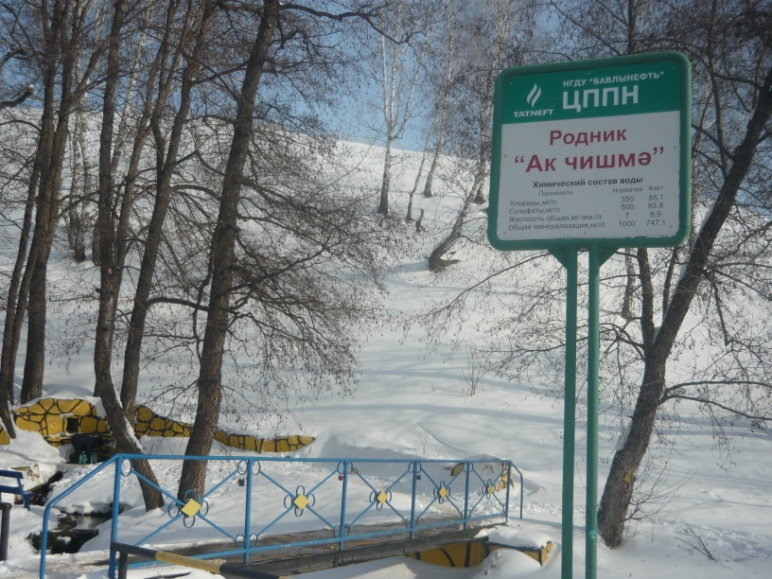 НГДУ "БАВЛЫНЕФТЬ"
TATNEFT
ЦППН
Родник
"Ак чишмә"
Химический состав воды
Показатели Норматив Факт
Хлориды,мг/л 350 85,1
Сульфаты,мг/л 500 93,8
Жесткость общая,мг-экв./л 7 8,9
Общая минерализация,мг/л 1000 747,1